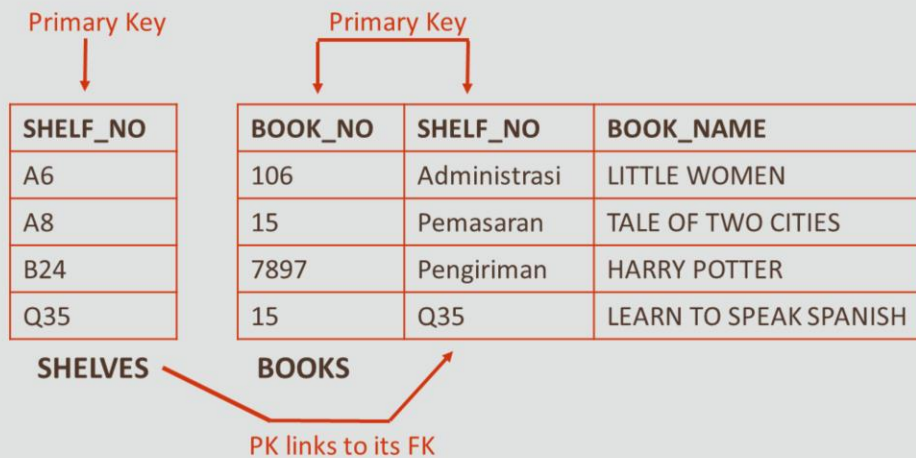 Primary Key Primary Key
SHELF_NO BOOK_NO SHELF_NO BOOK_NAME
A6 106 Administrasi LITTLE WOMEN
A8 15 Pemasaran TALE OF TWO CITIES
B24 7897 Pengiriman HARRY POTTER
Q35 15 Q35 LEARN TO SPEAK SPANISH
SHELVES BOOKS
PK links to its FK